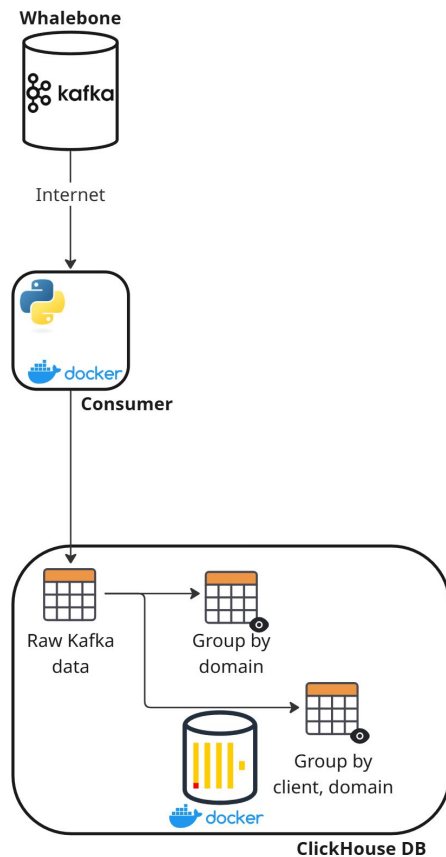 Whalebone
kafka
Internet
docker
Consumer
Raw Kafka
data
Group by
domain
Group by
client, domain
docker
ClickHouse DB